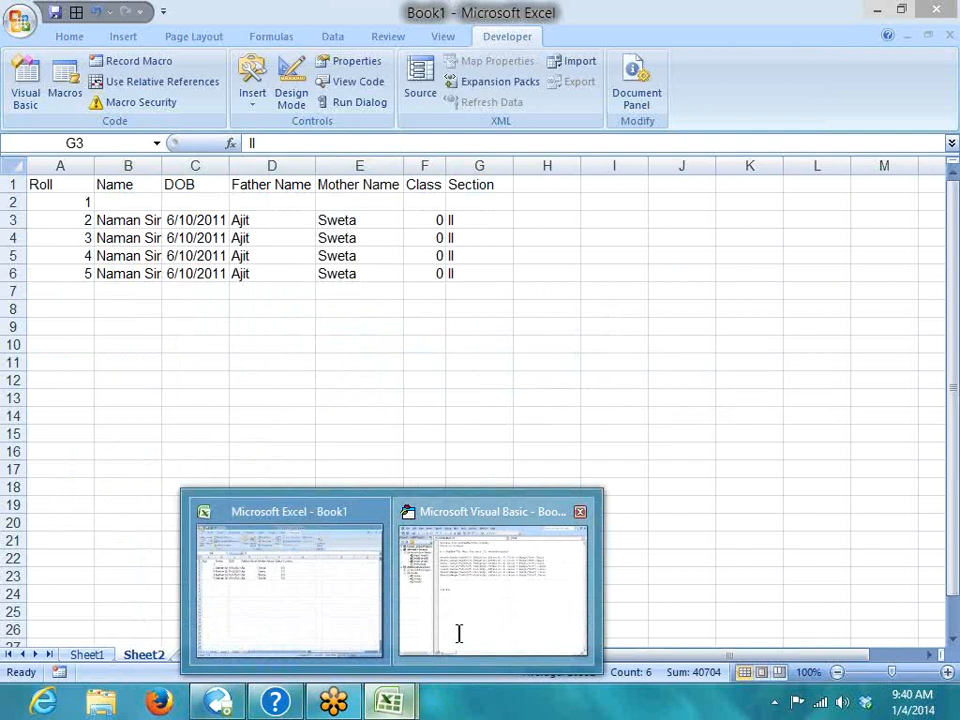 Book1 - Microsoft Excel
Home Insert Page Layout Formulas Data Review View Developer
Visual Basic
Macros
Record Macro
Use Relative References
Macro Security
Code
Insert
Design Mode
Properties
View Code
Run Dialog
Controls
Source
Map Properties
Expansion Packs
Refresh Data
Import
Export
XML
Document Panel
Modify
G3 fx II
A B C D E F G H I J K L M
1 Roll Name DOB Father Name Mother Name Class Section
2 1
3 2 Naman Sir 6/10/2011 Ajit Sweta 0 II
4 3 Naman Sir 6/10/2011 Ajit Sweta 0 II
5 4 Naman Sir 6/10/2011 Ajit Sweta 0 II
6 5 Naman Sir 6/10/2011 Ajit Sweta 0 II
7
8
9
10
11
12
13
14
15
16
17
18
19
20
21
22
23
24
25
26
27
Microsoft Excel - Book1
Microsoft Visual Basic - Boo...
Sheet1 Sheet2
Ready Count: 6 Sum: 40704 100%
9:40 AM
1/4/2014